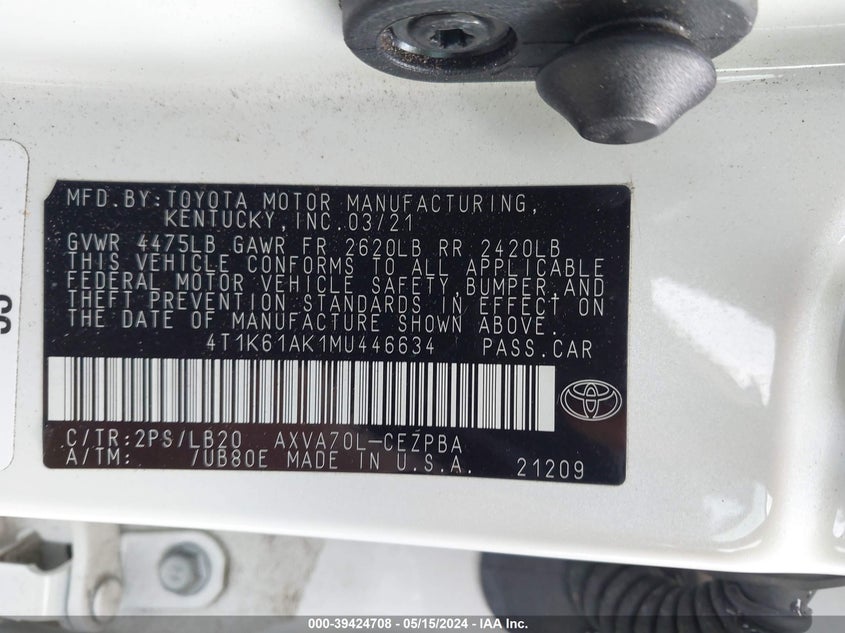 MFD.BY:TOYOTA MOTOR MANUFACTURING,
KENTUCKY, INC.03/21
GVWR 4475LB GAWR FR 2620LB RR 2420LB
THIS VEHICLE CONFORMS TO ALL APPLICABLE
FEDERAL MOTOR VEHICLE SAFETY,BUMPER,AND
THEFT PREVENTION STANDARDS IN EFFECT ON
THE DATE OF MANUFACTURE SHOWN ABOVE.
4T1K61AK1MU446634 PASS.CAR
C/TR:2PS/LB20 AXVA70L-CEZPBA
A/TM: /UB80E MADE IN U.S.A. 21209
000-39424708 - 05/15/2024 - IAA Inc.